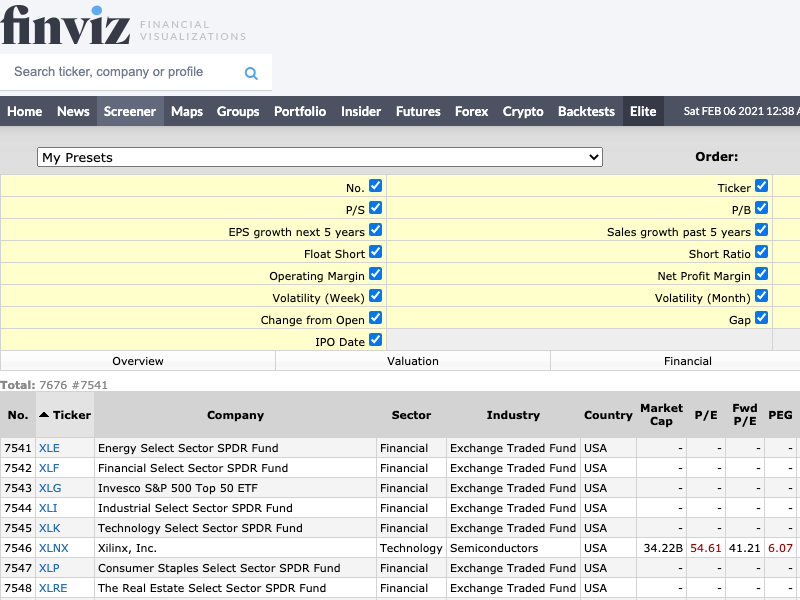 finviz FINANCIAL
VISUALIZATIONS
Search ticker, company or profile
Home News Screener Maps Groups Portfolio Insider Futures Forex Crypto Backtests Elite Sat FEB 06 2021 12:38 A
My Presets Order:
No. Ticker
P/S P/B
EPS growth next 5 years Sales growth past 5 years
Float Short Short Ratio
Operating Margin Net Profit Margin
Volatility (Week) Volatility (Month)
Change from Open Gap
IPO Date
Overview Valuation Financial
Total: 7676 #7541
No. Ticker Company Sector Industry Country Market Cap P/E Fwd P/E PEG
7541 XLE Energy Select Sector SPDR Fund Financial Exchange Traded Fund USA - - - -
7542 XLF Financial Select Sector SPDR Fund Financial Exchange Traded Fund USA - - - -
7543 XLG Invesco S&P 500 Top 50 ETF Financial Exchange Traded Fund USA - - - -
7544 XLI Industrial Select Sector SPDR Fund Financial Exchange Traded Fund USA - - - -
7545 XLK Technology Select Sector SPDR Fund Financial Exchange Traded Fund USA - - - -
7546 XLNX Xilinx, Inc. Technology Semiconductors USA 34.22B 54.61 41.21 6.07
7547 XLP Consumer Staples Select Sector SPDR Fund Financial Exchange Traded Fund USA - - - -
7548 XLRE The Real Estate Select Sector SPDR Fund Financial Exchange Traded Fund USA - - - -